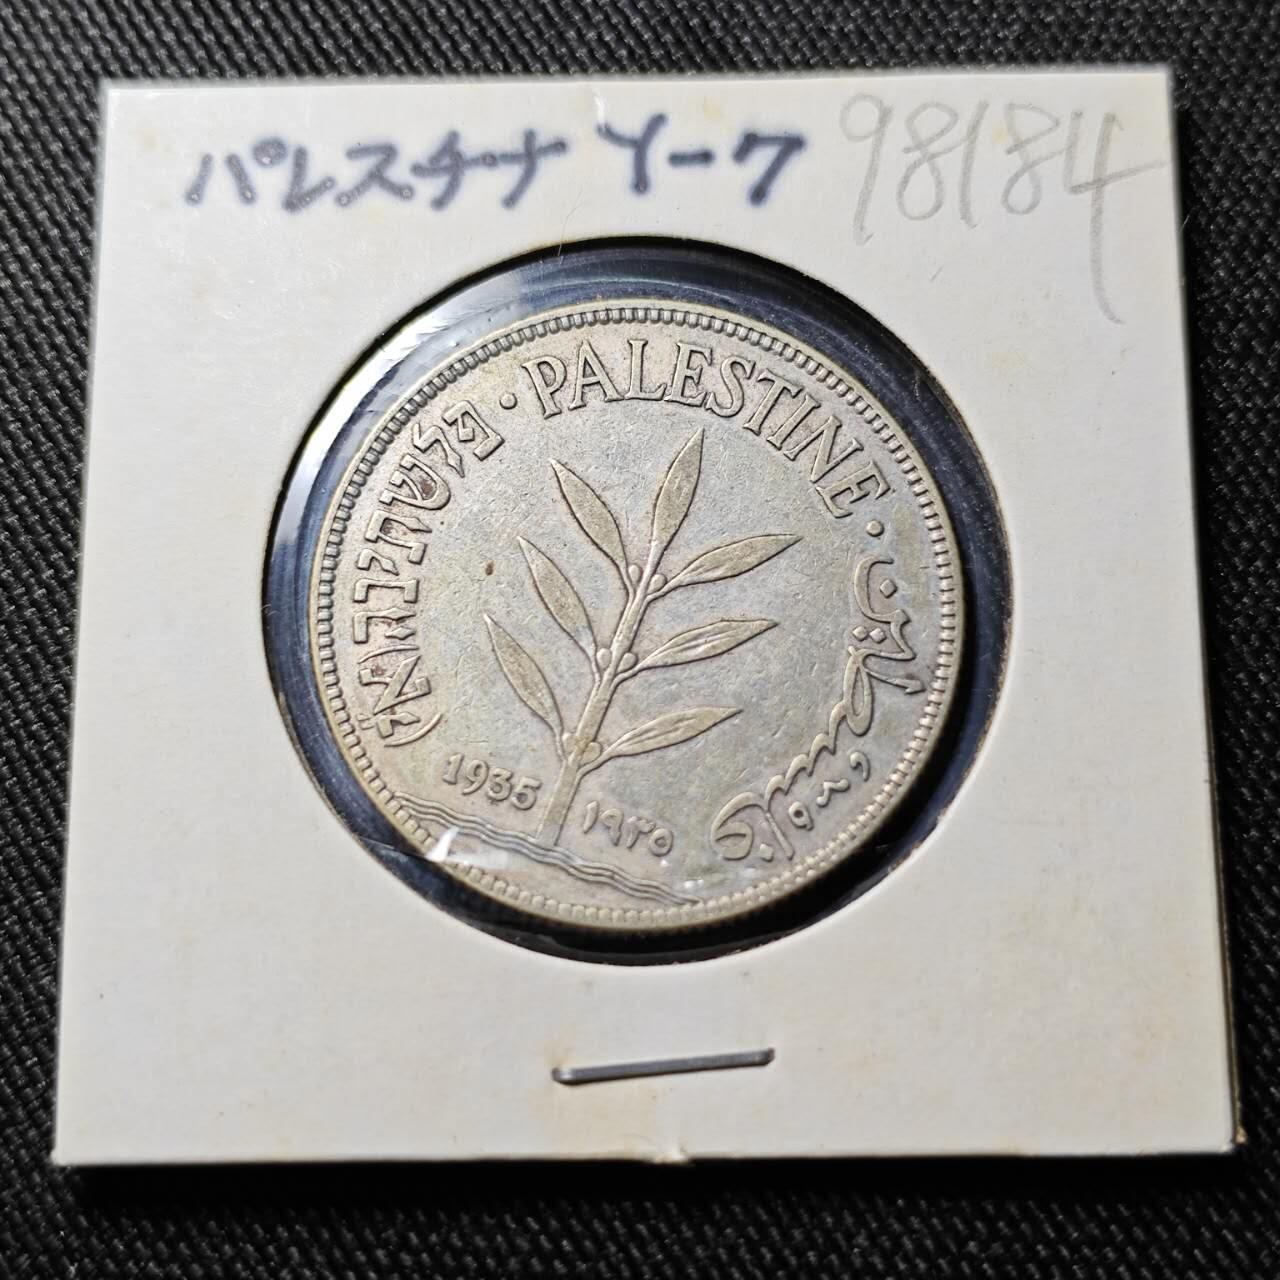 パレスチナ Y-7 98184
פלשתינה (א״י) · PALESTINE · فلسطين
1935 ١٩٣٥